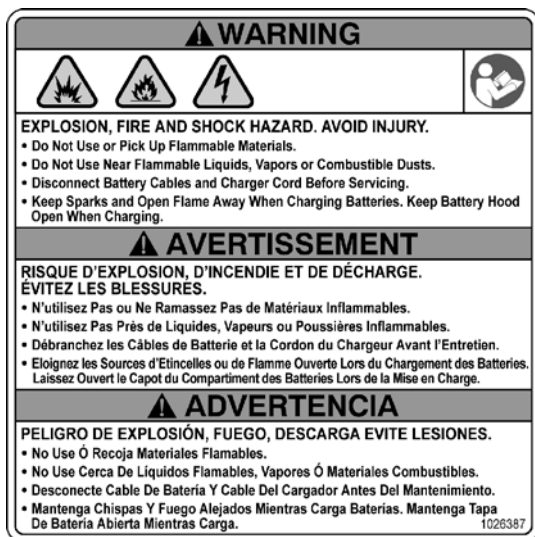 WARNING
EXPLOSION, FIRE AND SHOCK HAZARD. AVOID INJURY.
• Do Not Use or Pick Up Flammable Materials.
• Do Not Use Near Flammable Liquids, Vapors or Combustible Dusts.
• Disconnect Battery Cables and Charger Cord Before Servicing.
• Keep Sparks and Open Flame Away When Charging Batteries. Keep Battery Hood
Open When Charging.
AVERTISSEMENT
RISQUE D'EXPLOSION, D'INCENDIE ET DE DÉCHARGE.
ÉVITEZ LES BLESSURES.
• N'utilisez Pas ou Ne Ramassez Pas de Matériaux Inflammables.
• N'utilisez Pas Près de Liquides, Vapeurs ou Poussières Inflammables.
• Débranchez les Câbles de Batterie et la Cordon du Chargeur Avant l'Entretien.
• Eloignez les Sources d'Etincelles ou de Flamme Ouverte Lors du Chargement des Batteries.
Laissez Ouvert le Capot du Compartiment des Batteries Lors de la Mise en Charge.
ADVERTENCIA
PELIGRO DE EXPLOSIÓN, FUEGO, DESCARGA EVITE LESIONES.
• No Use Ó Recoja Materiales Flamables.
• No Use Cerca De Líquidos Flamables, Vapores Ó Materiales Combustibles.
• Desconecte Cable De Batería Y Cable Del Cargador Antes Del Mantenimiento.
• Mantenga Chispas Y Fuego Alejados Mientras Carga Baterías. Mantenga Tapa
De Batería Abierta Mientras Carga.
1026387